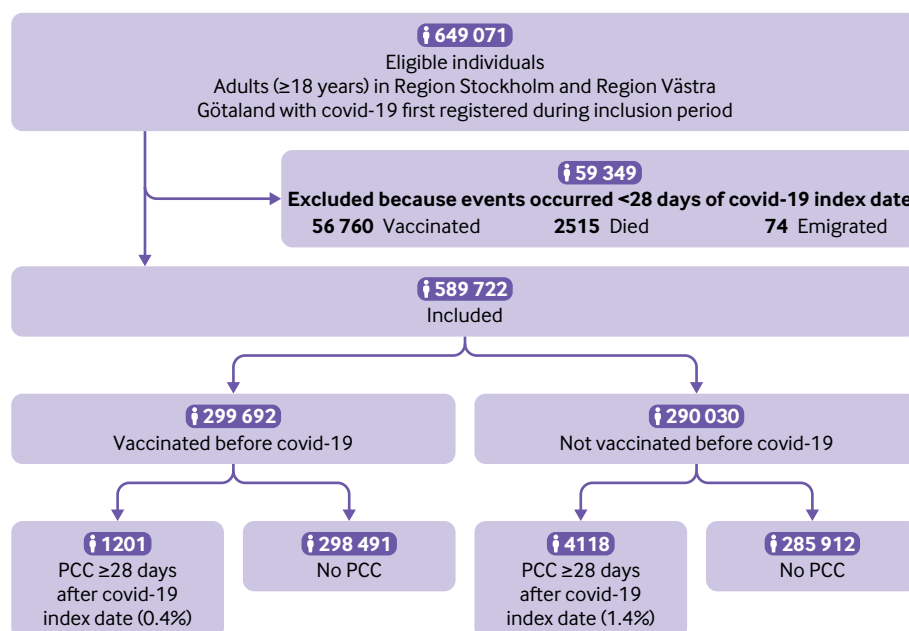 649 071
Eligible individuals
Adults (≥18 years) in Region Stockholm and Region Västra
Götaland with covid-19 first registered during inclusion period
59 349
Excluded because events occurred <28 days of covid-19 index date
56 760 Vaccinated 2515 Died 74 Emigrated
589 722
Included
299 692
Vaccinated before covid-19
290 030
Not vaccinated before covid-19
1201
PCC ≥28 days
after covid-19
index date (0.4%)
298 491
No PCC
4118
PCC ≥28 days
after covid-19
index date (1.4%)
285 912
No PCC